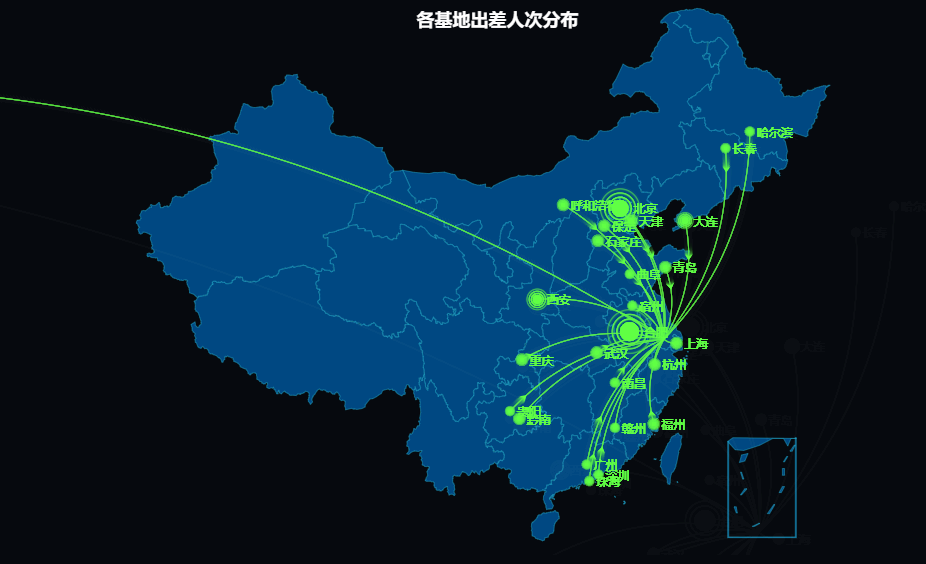 各基地出差人次分布
哈尔滨
长春
呼和浩特
北京
天津
大连
保定
石家庄
青岛
曲阜
西安
宿州
合肥
上海
武汉
重庆
杭州
南昌
贵阳
黔南
赣州
福州
广州
深圳
珠海